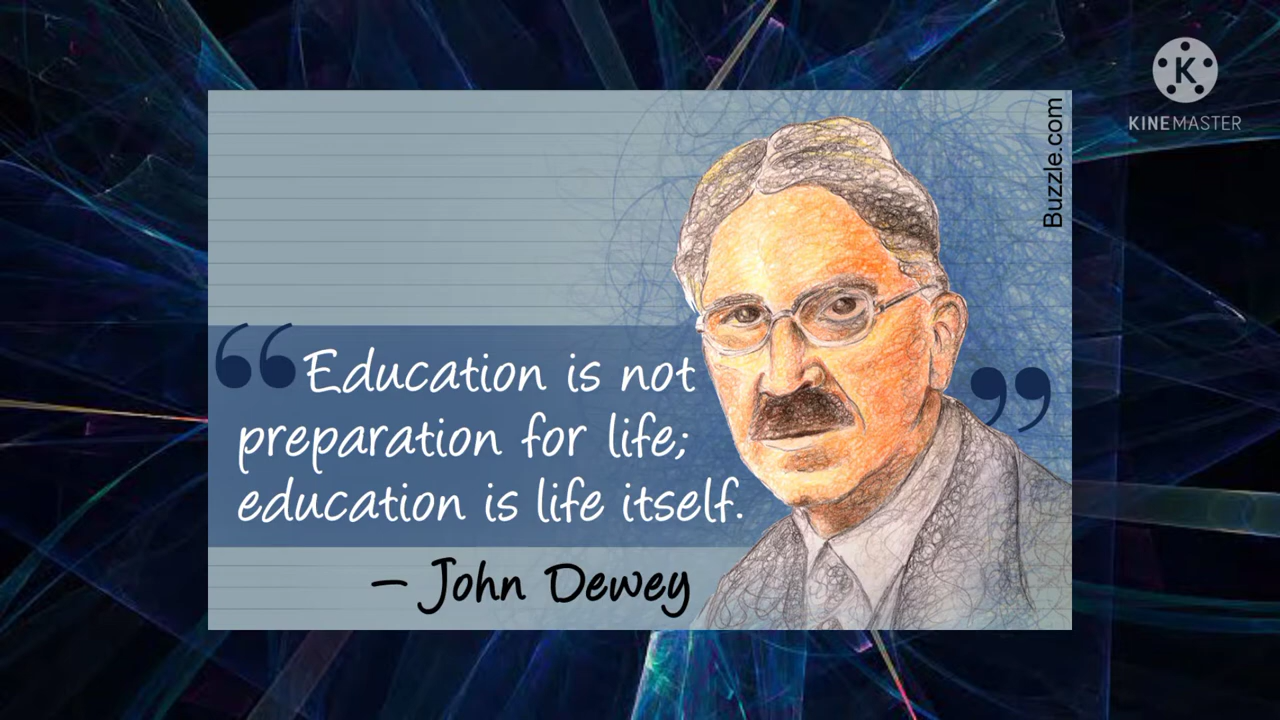 K
KINEMASTER
Buzzle.com
“Education is not
preparation for life;
education is life itself.”
– John Dewey